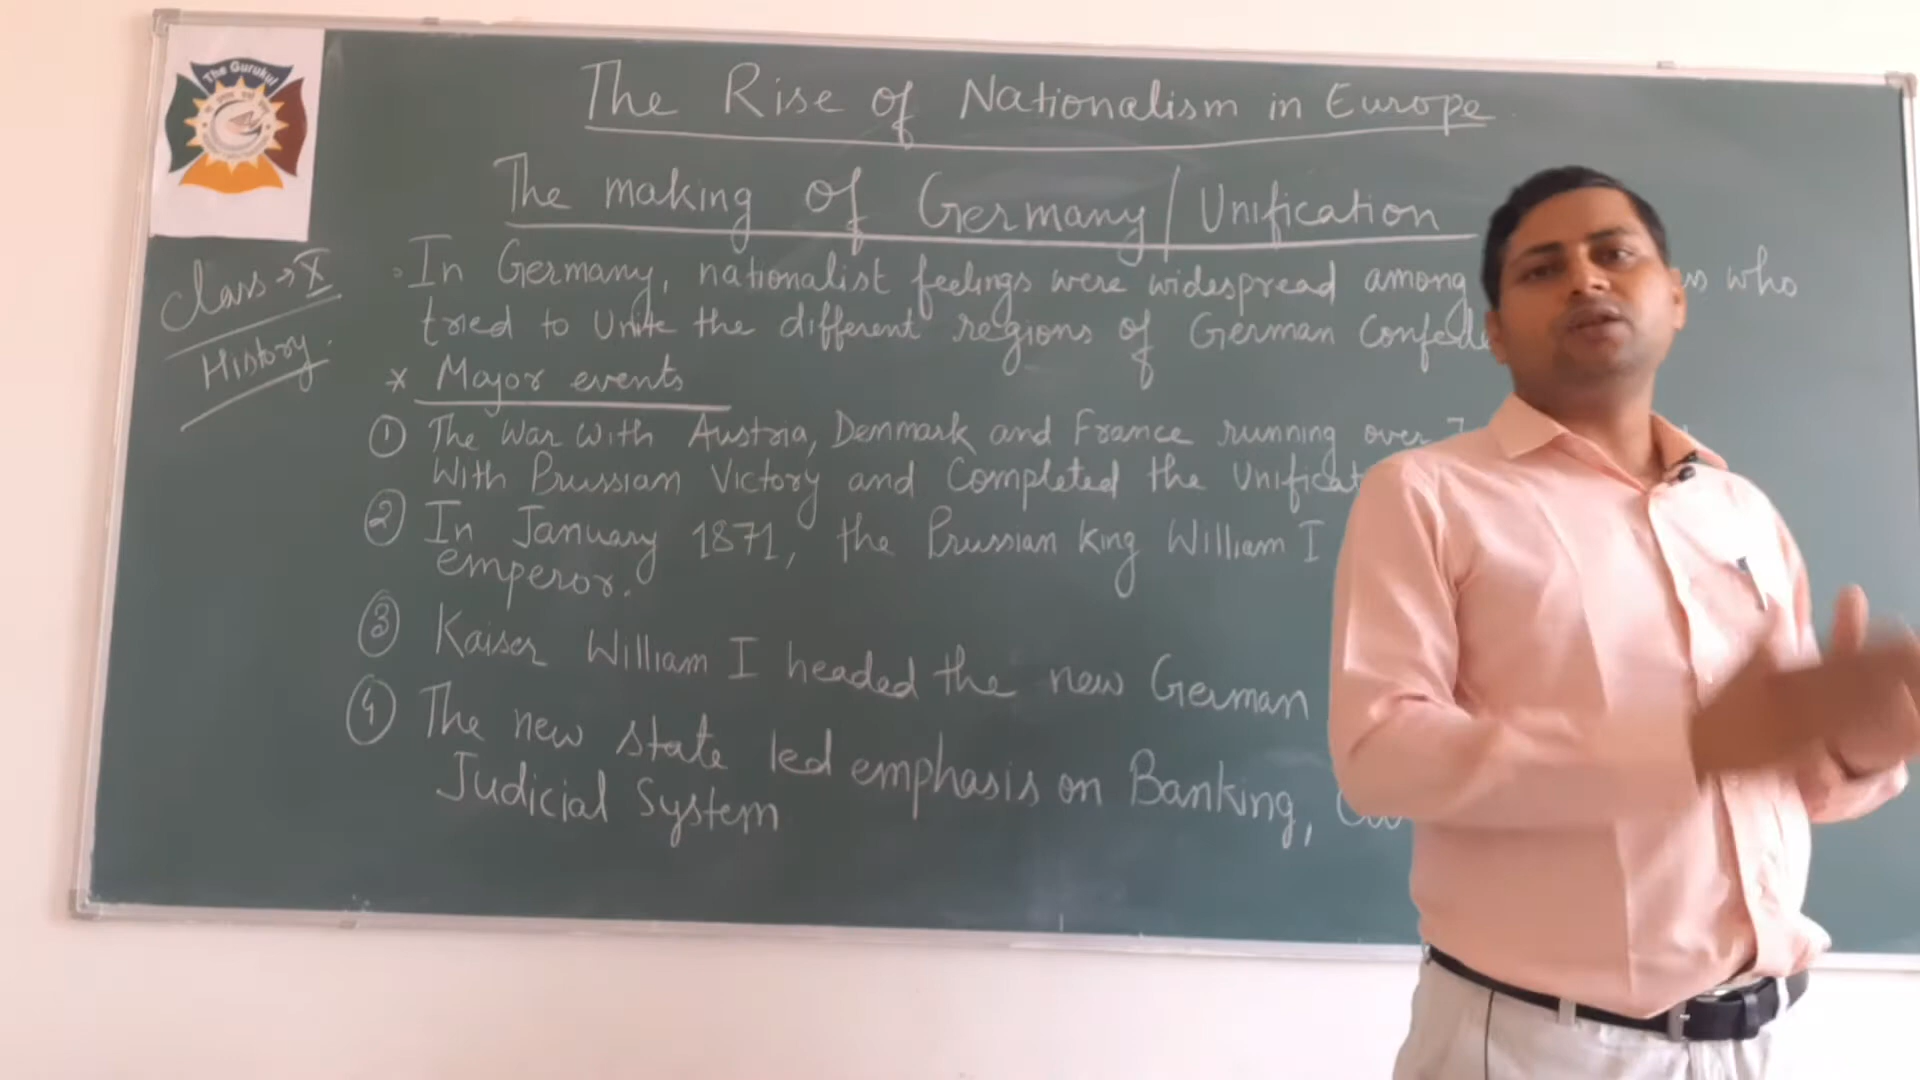 The Gurukul
The Rise of Nationalism in Europe
The making of Germany/Unification
Class → X
History.
In Germany, nationalist feelings were widespread among who
tried to Unite the different regions of German
* Major events
① The War With Austria, Denmark and France running over 7
With Prussian Victory and Completed the
② In January 1871, the Prussian king William I
emperor.
③ Kaiser William I headed the new German
④ The new state led emphasis on Banking,
Judicial System